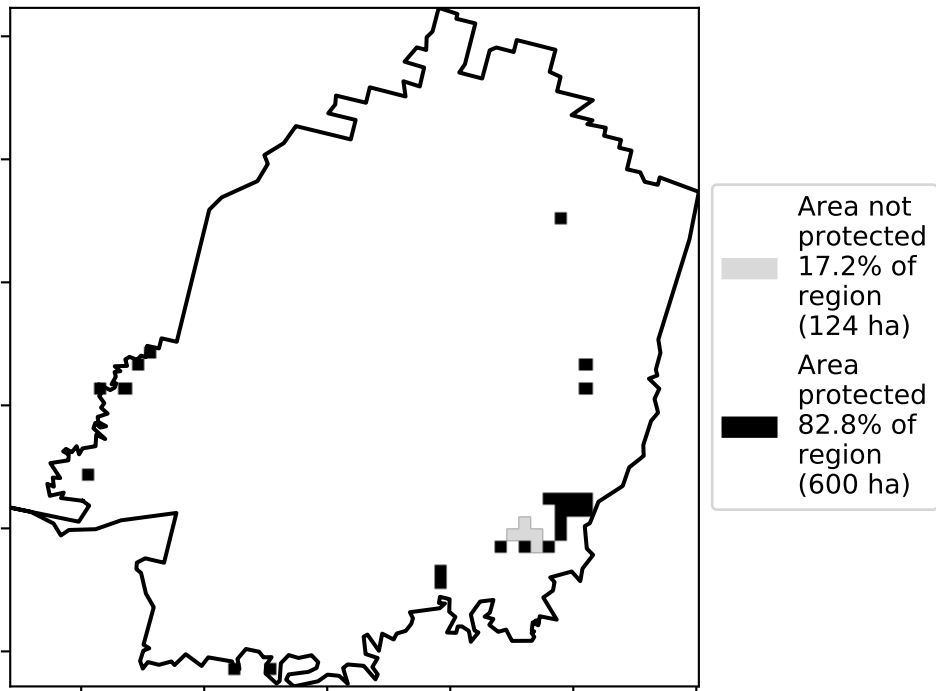 Area not
protected
17.2% of
region
(124 ha)
Area
protected
82.8% of
region
(600 ha)